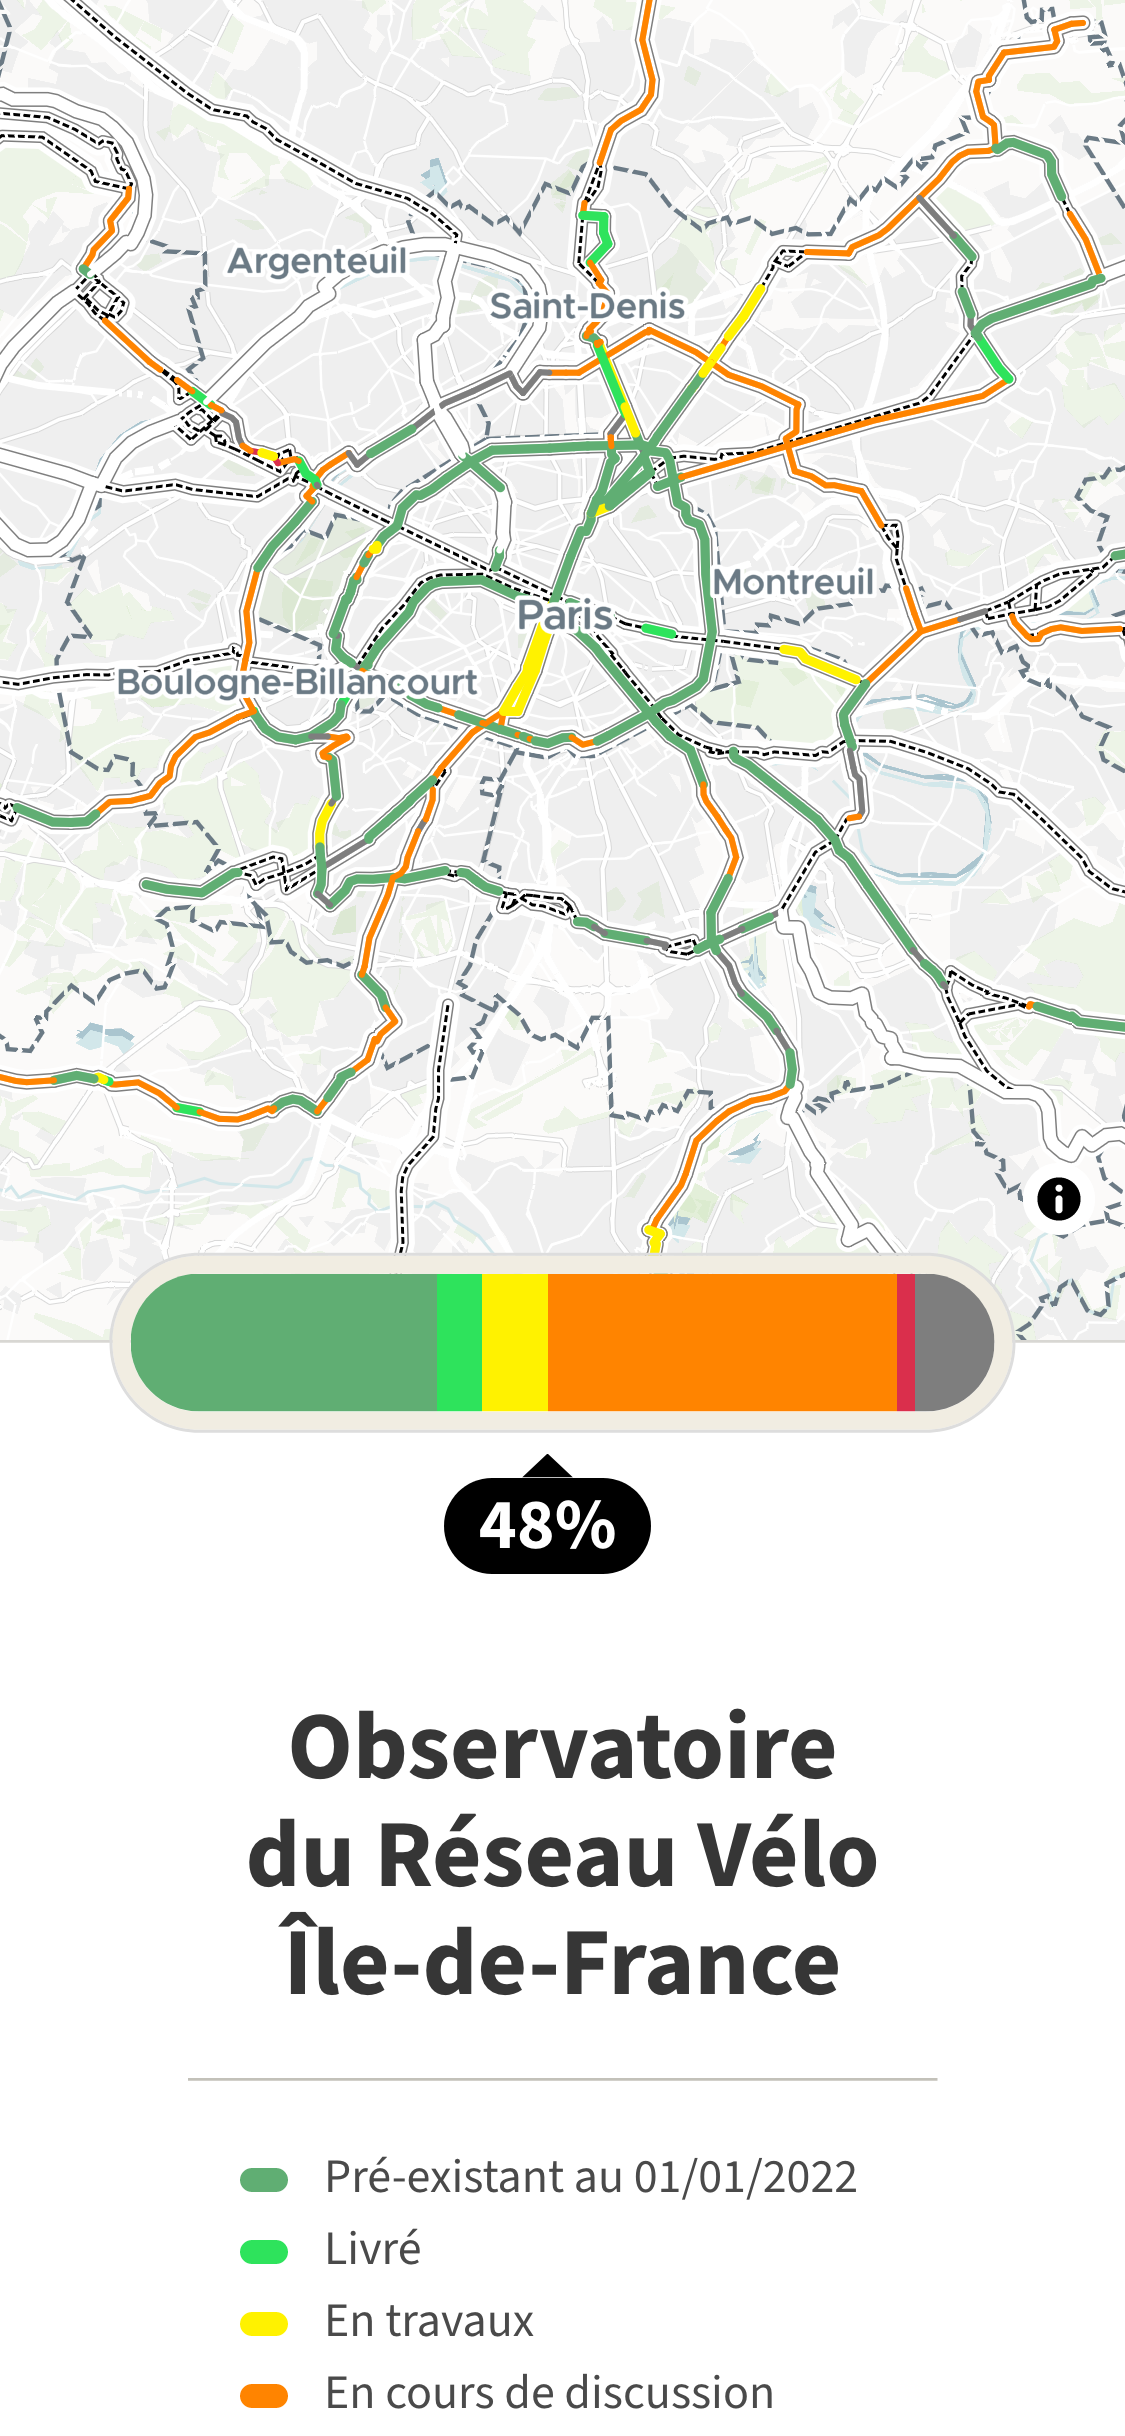 Argenteuil
Saint-Denis
Montreuil
Paris
Boulogne-Billancourt
i
48%
Observatoire
du Réseau Vélo
Île-de-France
Pré-existant au 01/01/2022
Livré
En travaux
En cours de discussion